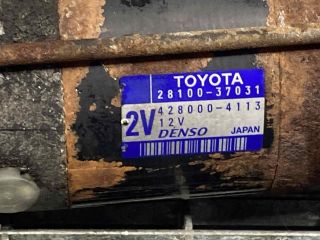 TOYOTA
28100-37031
2V 428000-4113
12V
DENSO JAPAN